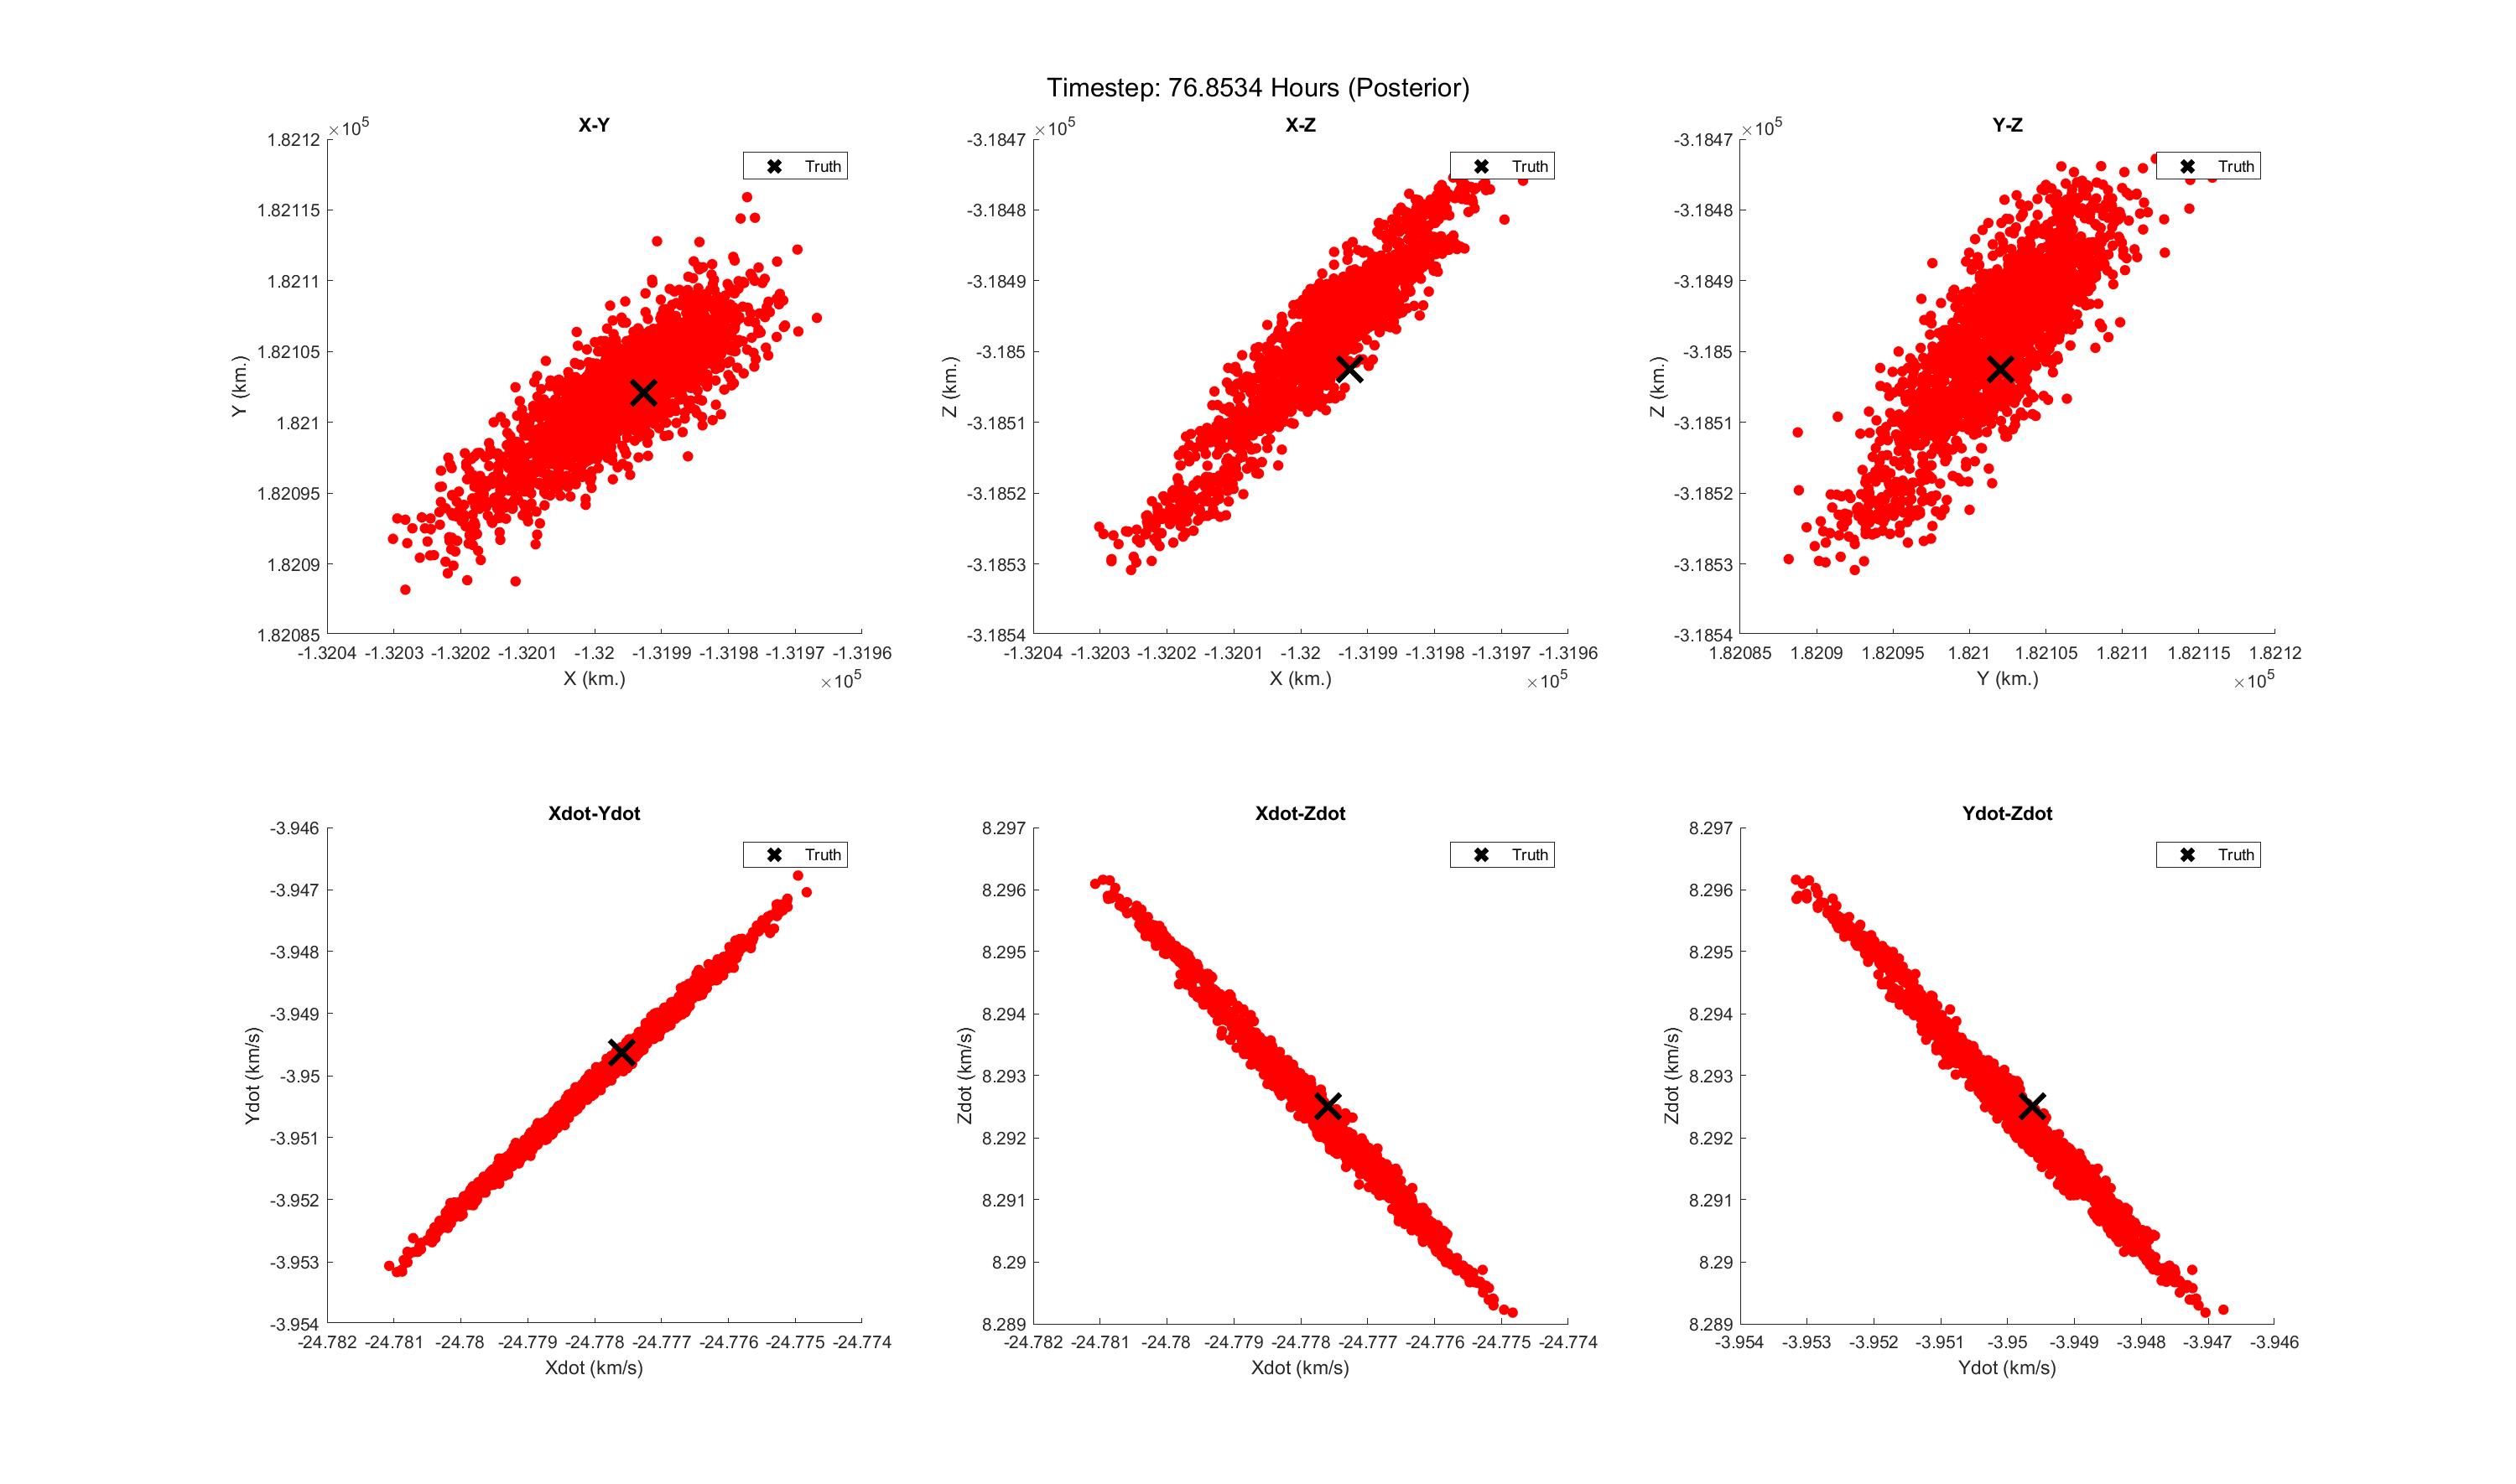 Timestep: 76.8534 Hours (Posterior)
X-Y
×10^5
1.8212
1.82115
1.8211
1.82105
1.821
1.82095
1.8209
1.82085
Y (km.)
Truth
-1.3204 -1.3203 -1.3202 -1.3201 -1.32 -1.3199 -1.3198 -1.3197 -1.3196
X (km.)
×10^5
X-Z
×10^5
-3.1847
-3.1848
-3.1849
-3.185
-3.1851
-3.1852
-3.1853
-3.1854
Z (km.)
Truth
-1.3204 -1.3203 -1.3202 -1.3201 -1.32 -1.3199 -1.3198 -1.3197 -1.3196
X (km.)
×10^5
Y-Z
×10^5
-3.1847
-3.1848
-3.1849
-3.185
-3.1851
-3.1852
-3.1853
-3.1854
Z (km.)
Truth
1.82085 1.8209 1.82095 1.821 1.82105 1.8211 1.82115 1.8212
Y (km.)
×10^5
Xdot-Ydot
-3.946
-3.947
-3.948
-3.949
-3.95
-3.951
-3.952
-3.953
-3.954
Ydot (km/s)
Truth
-24.782 -24.781 -24.78 -24.779 -24.778 -24.777 -24.776 -24.775 -24.774
Xdot (km/s)
Xdot-Zdot
8.297
8.296
8.295
8.294
8.293
8.292
8.291
8.29
8.289
Zdot (km/s)
Truth
-24.782 -24.781 -24.78 -24.779 -24.778 -24.777 -24.776 -24.775 -24.774
Xdot (km/s)
Ydot-Zdot
8.297
8.296
8.295
8.294
8.293
8.292
8.291
8.29
8.289
Zdot (km/s)
Truth
-3.954 -3.953 -3.952 -3.951 -3.95 -3.949 -3.948 -3.947 -3.946
Ydot (km/s)